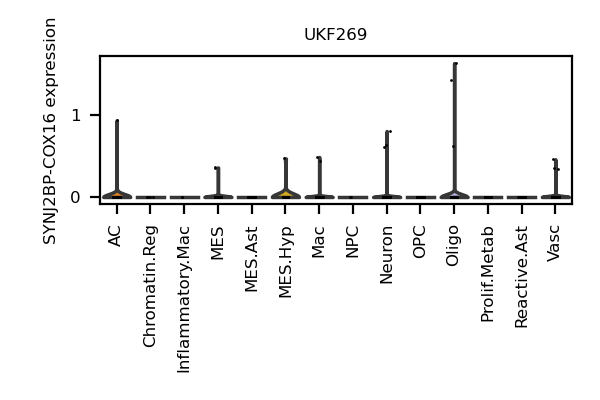 UKF269
SYNJ2BP-COX16 expression
1
0
AC
Chromatin.Reg
Inflammatory.Mac
MES
MES.Ast
MES.Hyp
Mac
NPC
Neuron
OPC
Oligo
Prolif.Metab
Reactive.Ast
Vasc